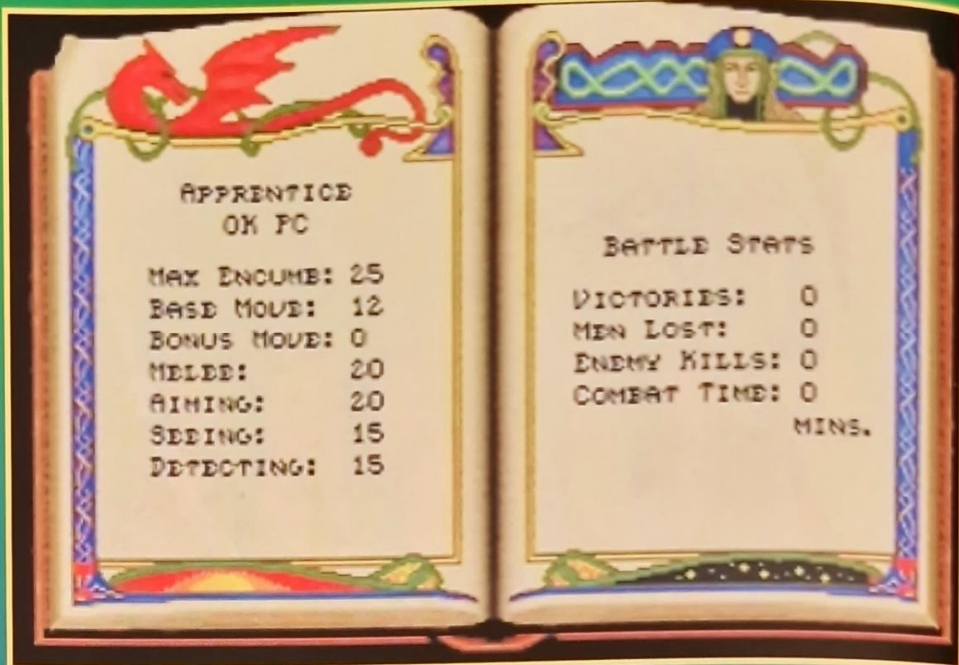 APPRENTICE
OK PC
MAX ENCUMB: 25
BASE MOVE: 12
BONUS MOVE: 0
MELEE: 20
AIMING: 20
SEEING: 15
DETECTING: 15
BATTLE STATS
VICTORIES: 0
MEN LOST: 0
ENEMY KILLS: 0
COMBAT TIME: 0
MINS.